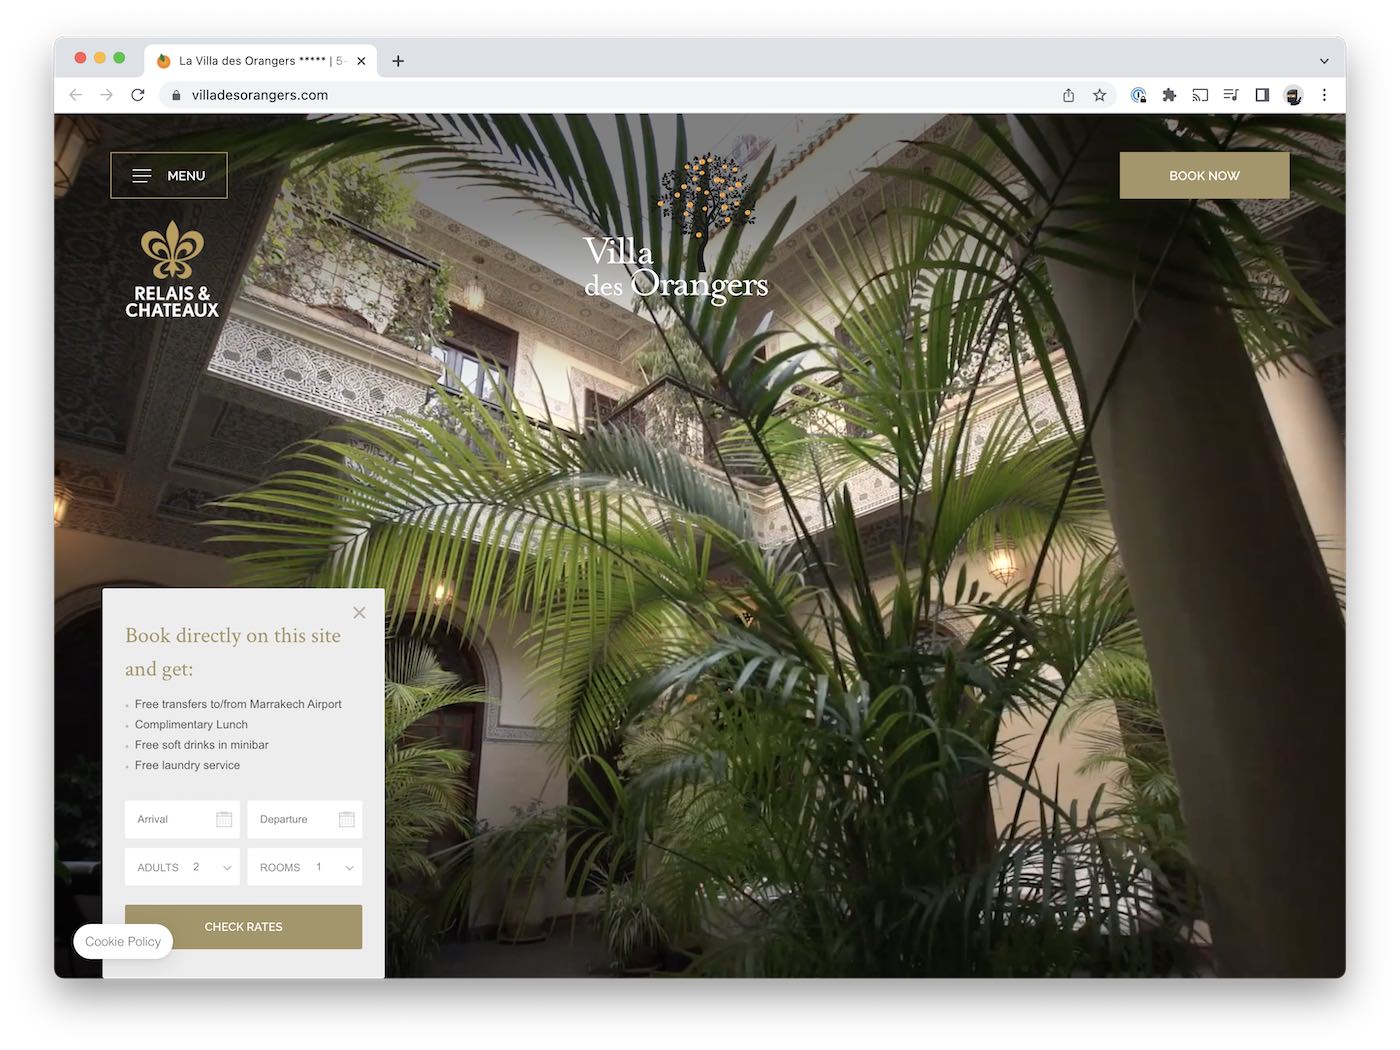 La Villa des Orangers ***** | 5-
villadesorangers.com
MENU
BOOK NOW
RELAIS &
CHATEAUX
Villa
des Orangers
Book directly on this site
and get:
Free transfers to/from Marrakech Airport
Complimentary Lunch
Free soft drinks in minibar
Free laundry service
Arrival
Departure
ADULTS 2
ROOMS 1
CHECK RATES
Cookie Policy